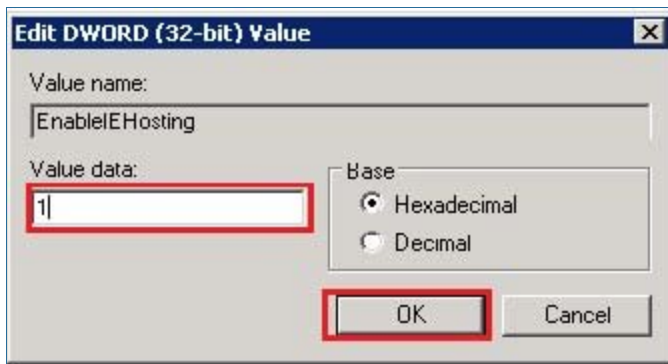 Edit DWORD (32-bit) Value
Value name:
EnableIEHosting
Value data:
1
Base
Hexadecimal
Decimal
OK
Cancel